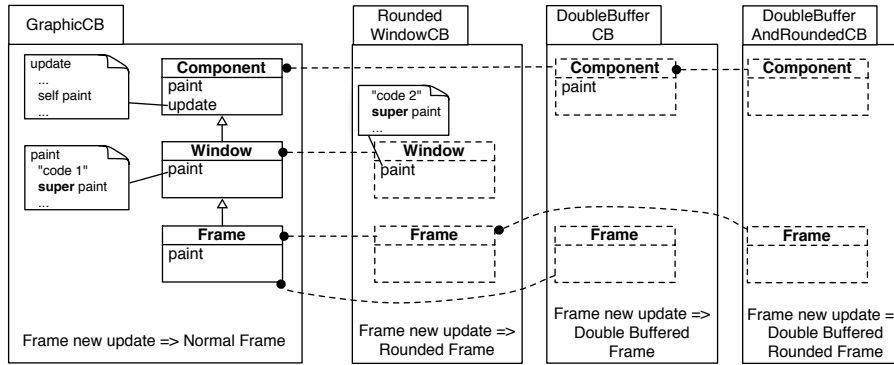 GraphicCB
update
...
self paint
...
Component
paint
update
paint
"code 1"
super paint
...
Window
paint
Frame
paint
Frame new update => Normal Frame
Rounded
WindowCB
"code 2"
super paint
...
Window
paint
Frame
Frame new update =>
Rounded Frame
DoubleBuffer
CB
Component
paint
Frame
Frame new update =>
Double Buffered
Frame
DoubleBuffer
AndRoundedCB
Component
Frame
Frame new update =
Double Buffered
Rounded Frame